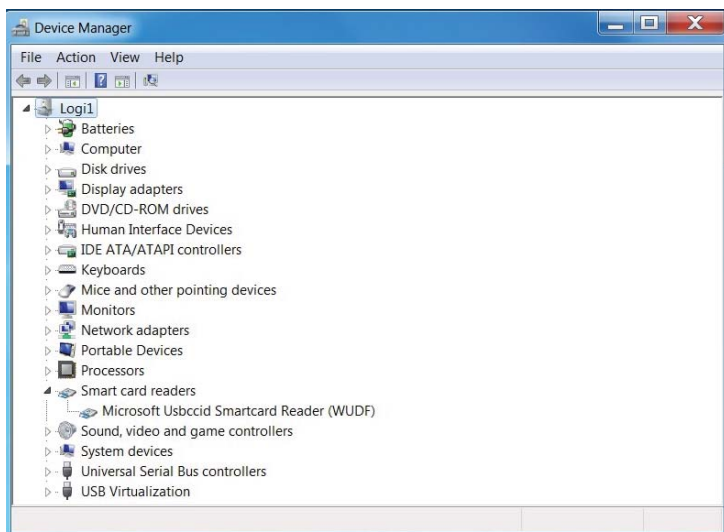 Device Manager
File Action View Help
Logi1
Batteries
Computer
Disk drives
Display adapters
DVD/CD-ROM drives
Human Interface Devices
IDE ATA/ATAPI controllers
Keyboards
Mice and other pointing devices
Monitors
Network adapters
Portable Devices
Processors
Smart card readers
Microsoft Usbccid Smartcard Reader (WUDF)
Sound, video and game controllers
System devices
Universal Serial Bus controllers
USB Virtualization